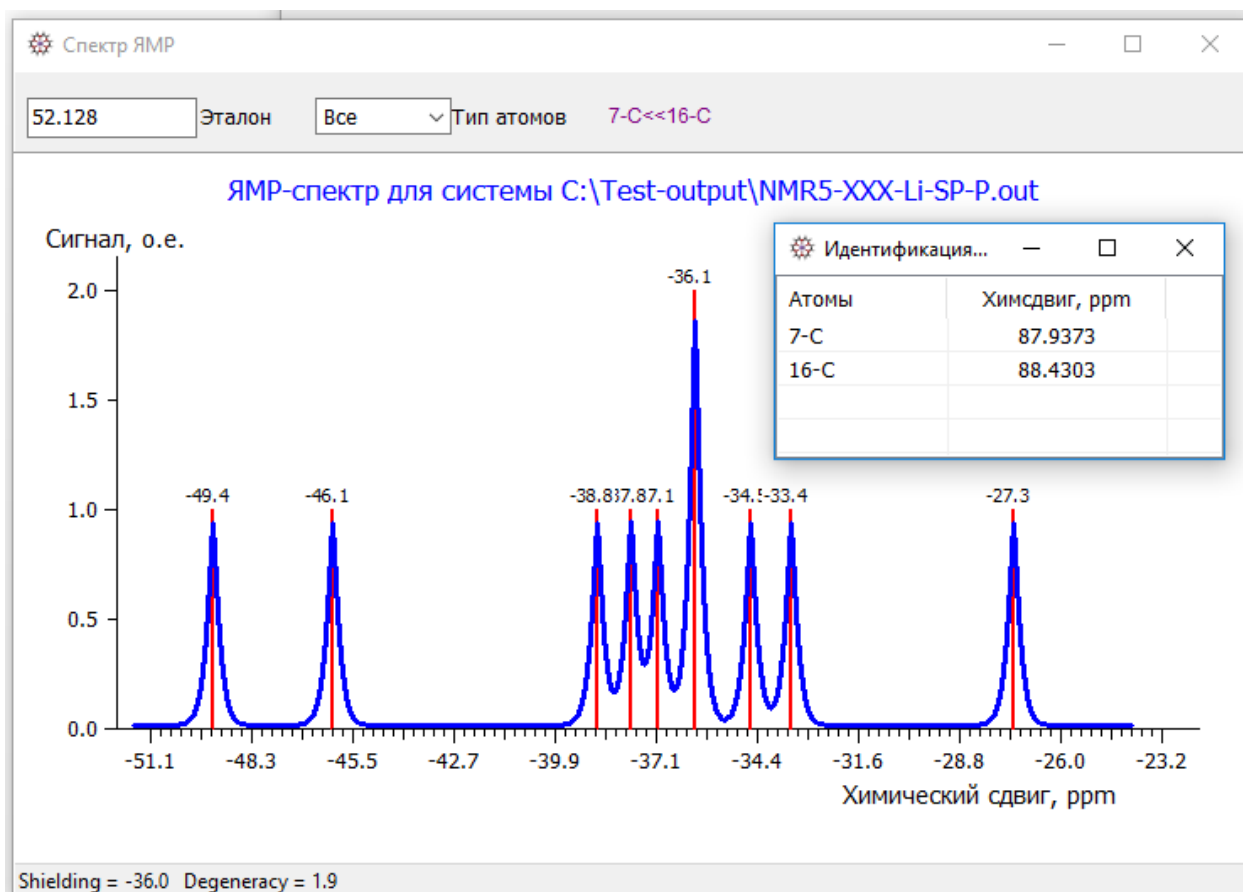 Спектр ЯМР
52.128 Эталон Все Тип атомов 7-C<<16-C
ЯМР-спектр для системы C:\Test-output\NMR5-XXX-Li-SP-P.out
Сигнал, о.е.
Идентификация...
Атомы Химсдвиг, ppm
7-C 87.9373
16-C 88.4303
-36.1
2.0
1.5
-49.4 -46.1 -38.8 37.8 37.1 -34.5 -33.4 -27.3
1.0
0.5
0.0
-51.1 -48.3 -45.5 -42.7 -39.9 -37.1 -34.4 -31.6 -28.8 -26.0 -23.2
Химический сдвиг, ppm
Shielding = -36.0 Degeneracy = 1.9